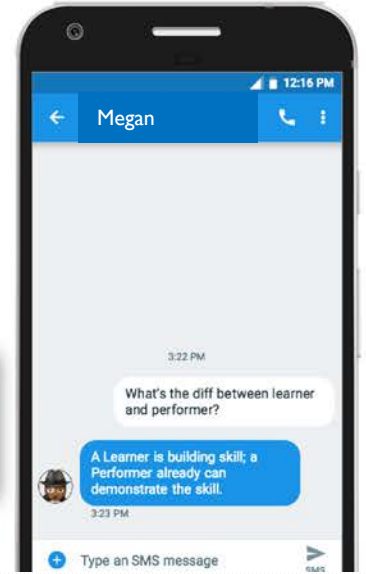 12:16 PM
Megan
3:22 PM
What's the diff between learner
and performer?
A Learner is building skill; a
Performer already can
demonstrate the skill.
3:23 PM
Type an SMS message
SMS